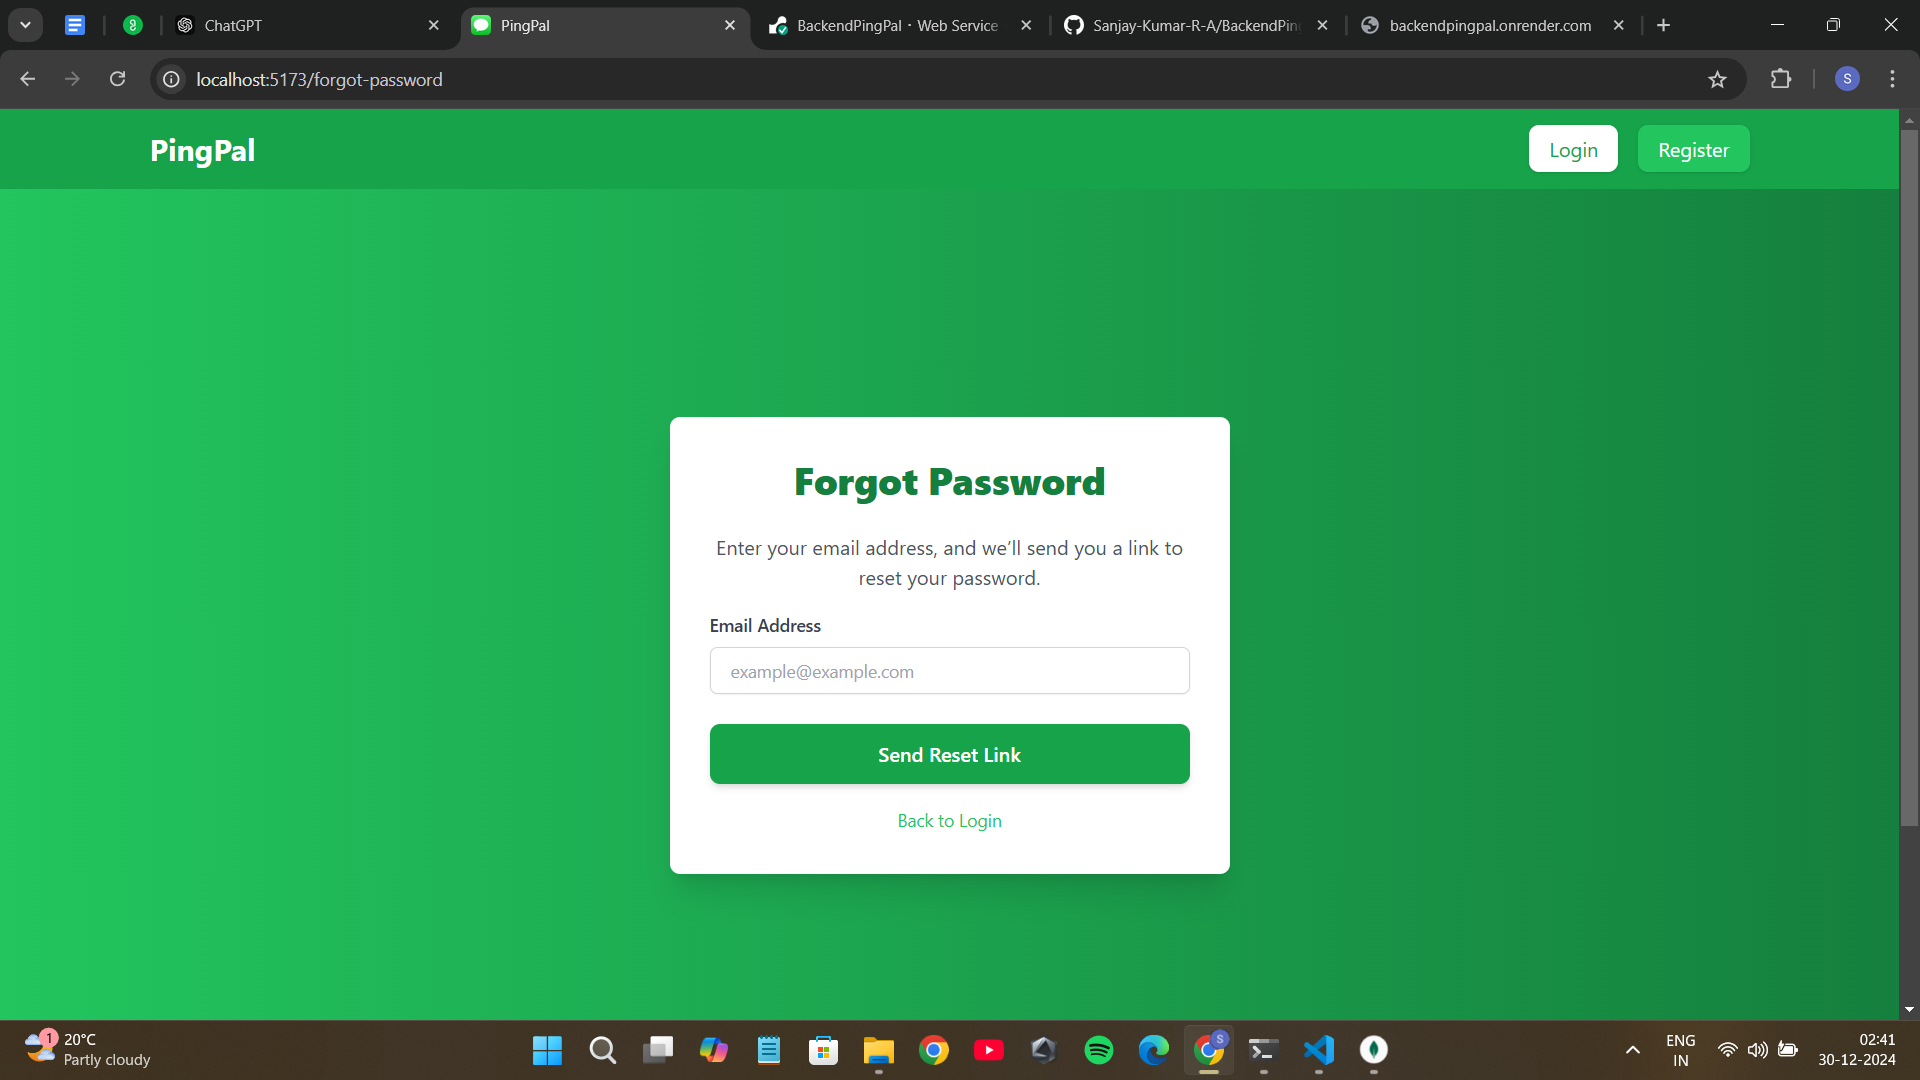 ChatGPT
PingPal
BackendPingPal · Web Service
Sanjay-Kumar-R-A/BackendPin
backendpingpal.onrender.com
localhost:5173/forgot-password
S
PingPal
Login
Register
Forgot Password
Enter your email address, and we’ll send you a link to
reset your password.
Email Address
example@example.com
Send Reset Link
Back to Login
1
20°C
Partly cloudy
S
ENG
IN
02:41
30-12-2024